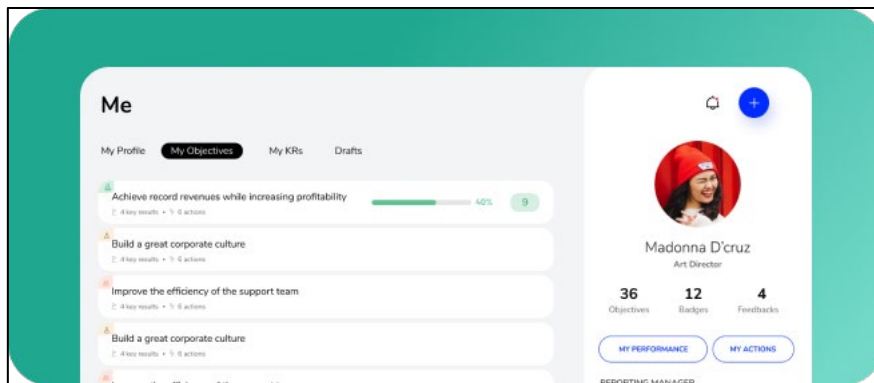 Me
My Profile My Objectives My KRs Drafts
Achieve record revenues while increasing profitability 40% 9
4 key results • 6 actions
Build a great corporate culture
4 key results • 6 actions
Improve the efficiency of the support team
4 key results • 6 actions
Build a great corporate culture
4 key results • 6 actions
Madonna D'cruz
Art Director
36 12 4
Objectives Badges Feedbacks
MY PERFORMANCE MY ACTIONS
REPORTING MANAGER